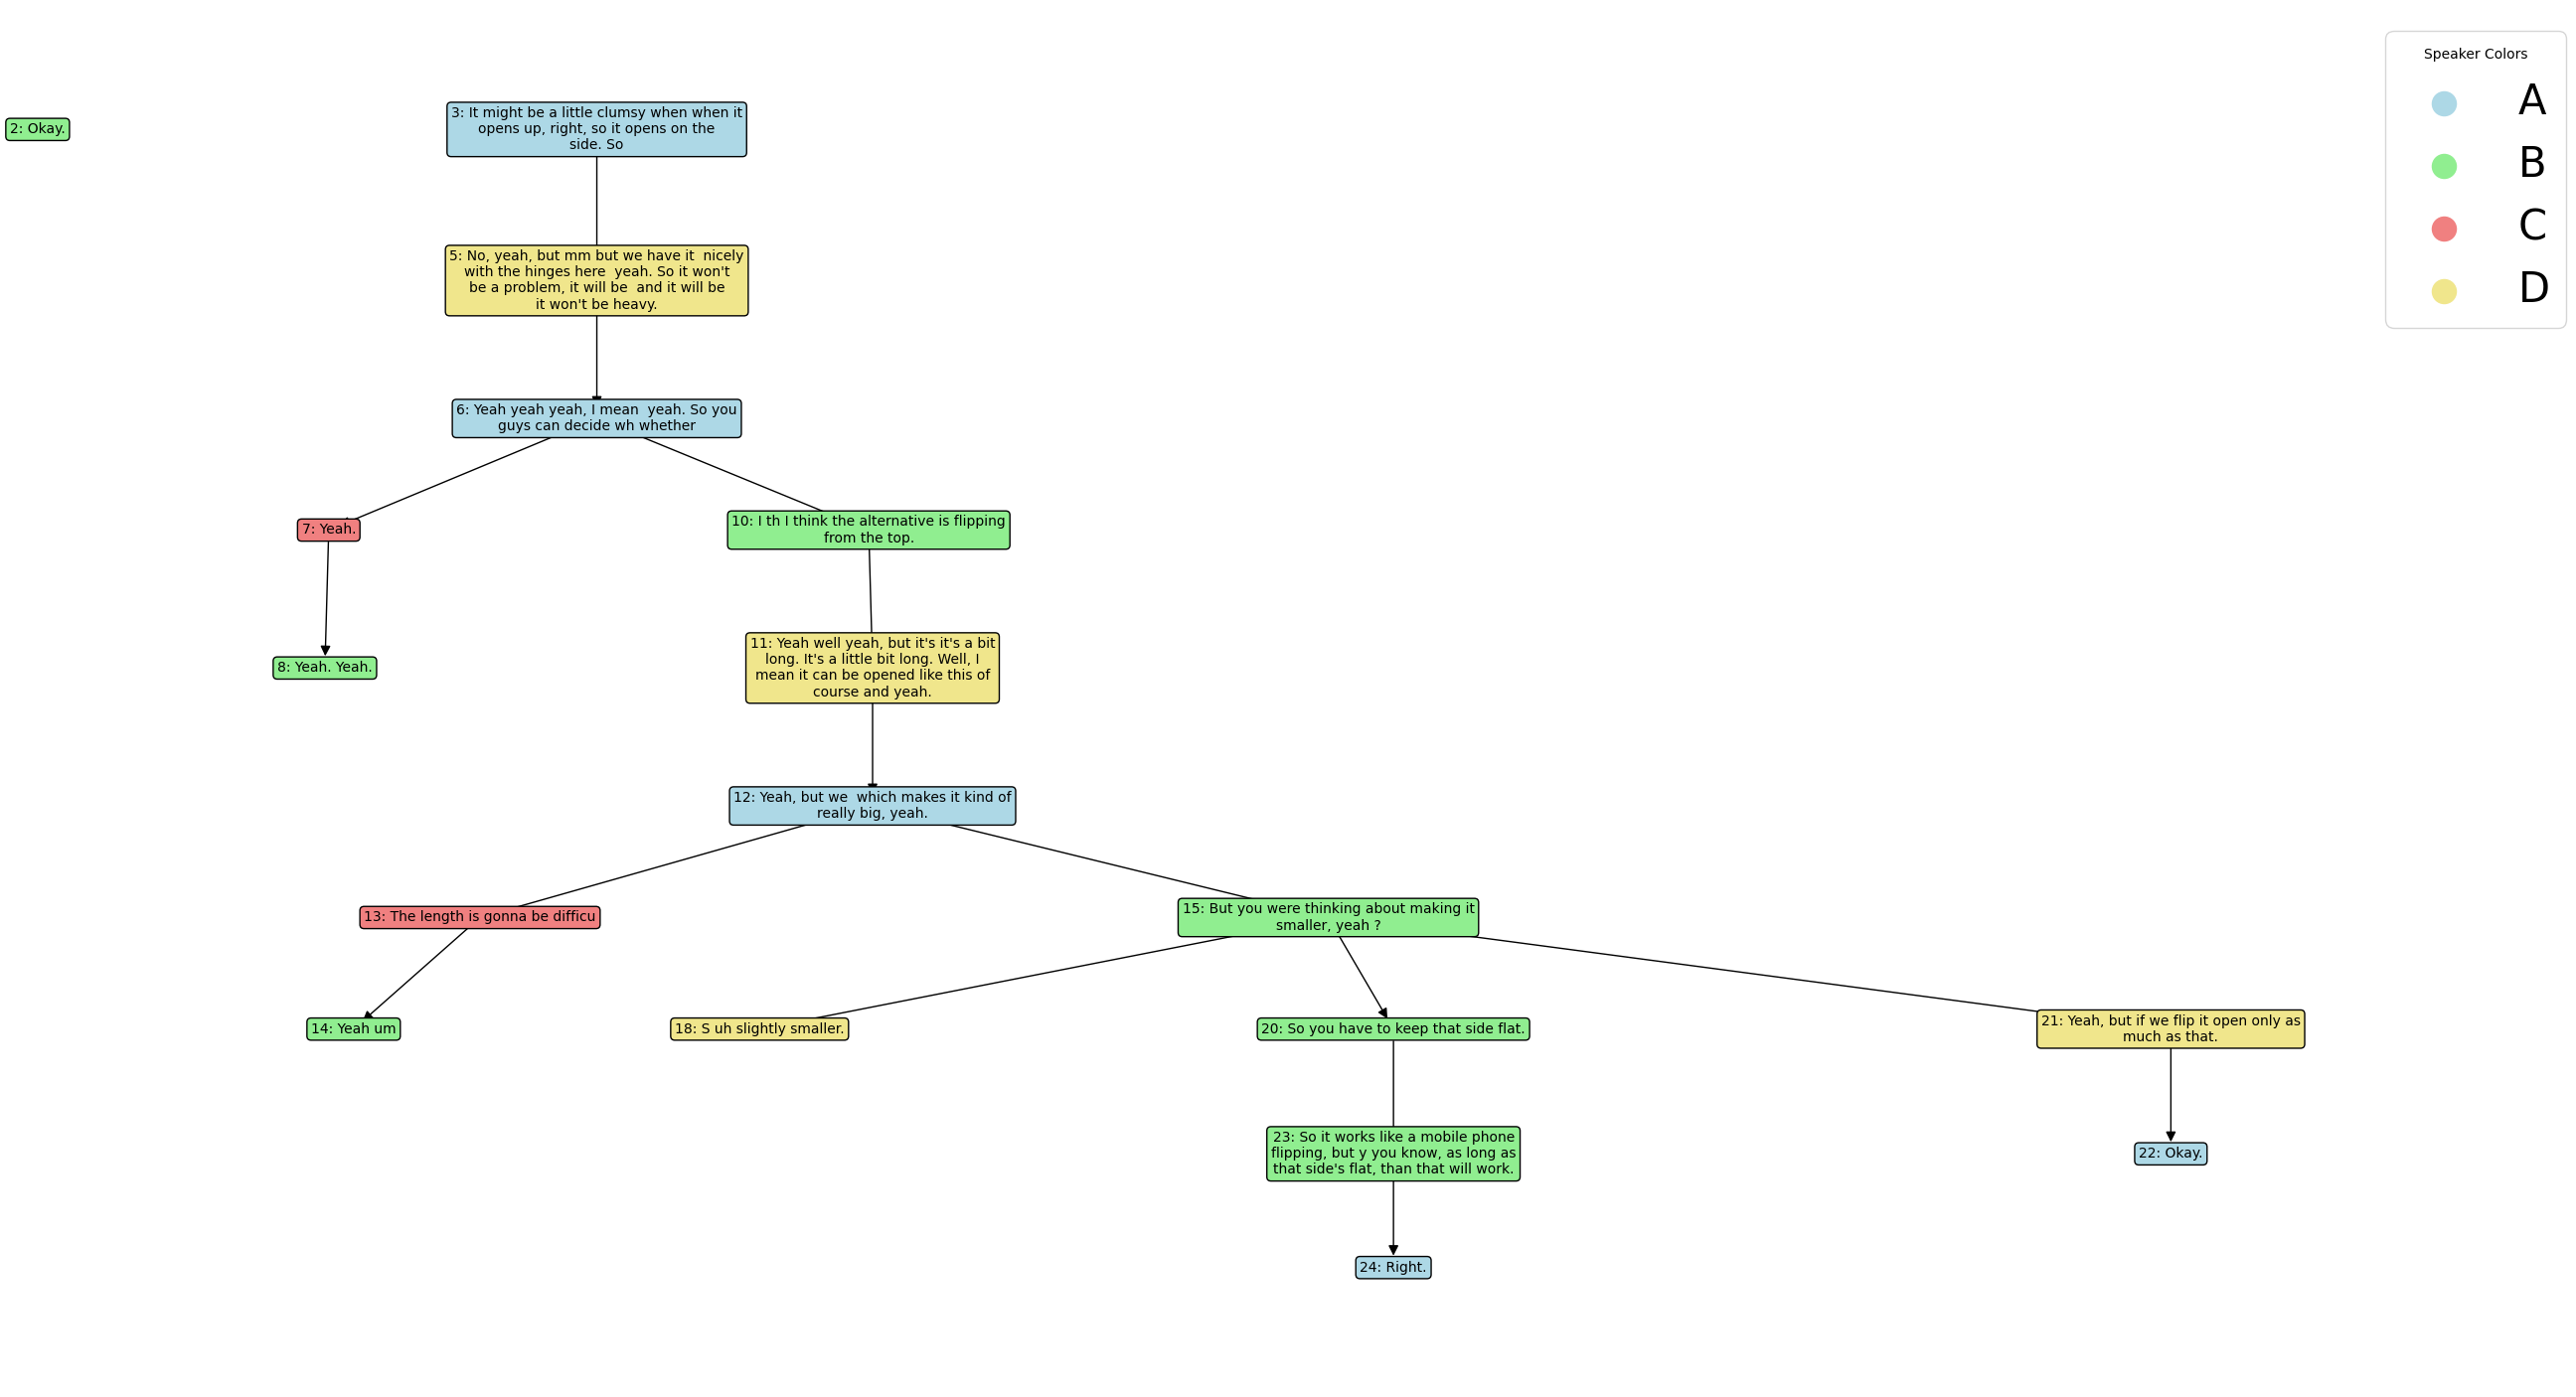 Speaker Colors
A
B
C
D
2: Okay.
3: It might be a little clumsy when when it
opens up, right, so it opens on the
side. So
5: No, yeah, but mm but we have it  nicely
with the hinges here  yeah. So it won't
be a problem, it will be  and it will be
it won't be heavy.
6: Yeah yeah yeah, I mean  yeah. So you
guys can decide wh whether
7: Yeah.
10: I th I think the alternative is flipping
from the top.
8: Yeah. Yeah.
11: Yeah well yeah, but it's it's a bit
long. It's a little bit long. Well, I
mean it can be opened like this of
course and yeah.
12: Yeah, but we  which makes it kind of
really big, yeah.
13: The length is gonna be difficu
15: But you were thinking about making it
smaller, yeah ?
14: Yeah um
18: S uh slightly smaller.
20: So you have to keep that side flat.
21: Yeah, but if we flip it open only as
much as that.
23: So it works like a mobile phone
flipping, but y you know, as long as
that side's flat, than that will work.
22: Okay.
24: Right.